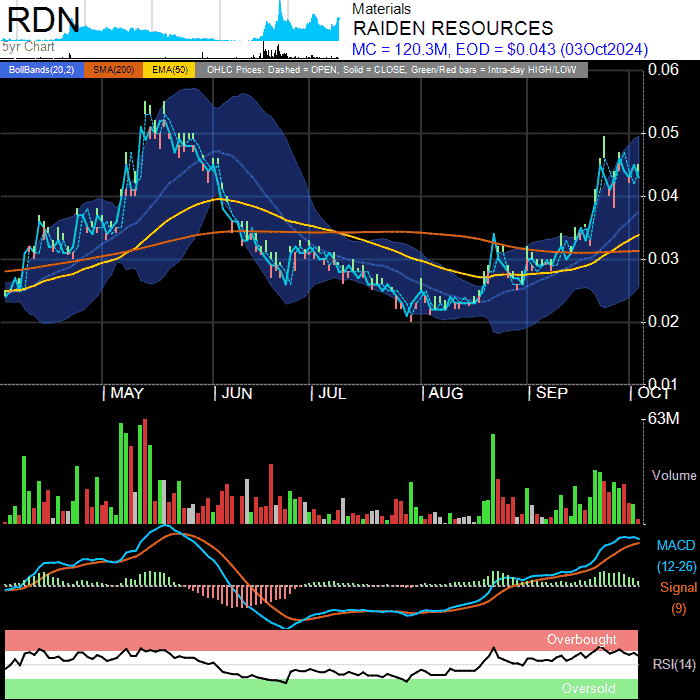 RDN
5yr Chart
Materials
RAIDEN RESOURCES
MC = 120.3M, EOD = $0.043 (03Oct2024)
BollBands(20,2) SMA(200) EMA(50) OHLC Prices: Dashed = OPEN, Solid = CLOSE, Green/Red bars = Intra-day HIGH/LOW
0.06
0.05
0.04
0.03
0.02
0.01
MAY JUN JUL AUG SEP OCT
63M
Volume
MACD
(12-26)
Signal
(9)
Overbought
RSI(14)
Oversold